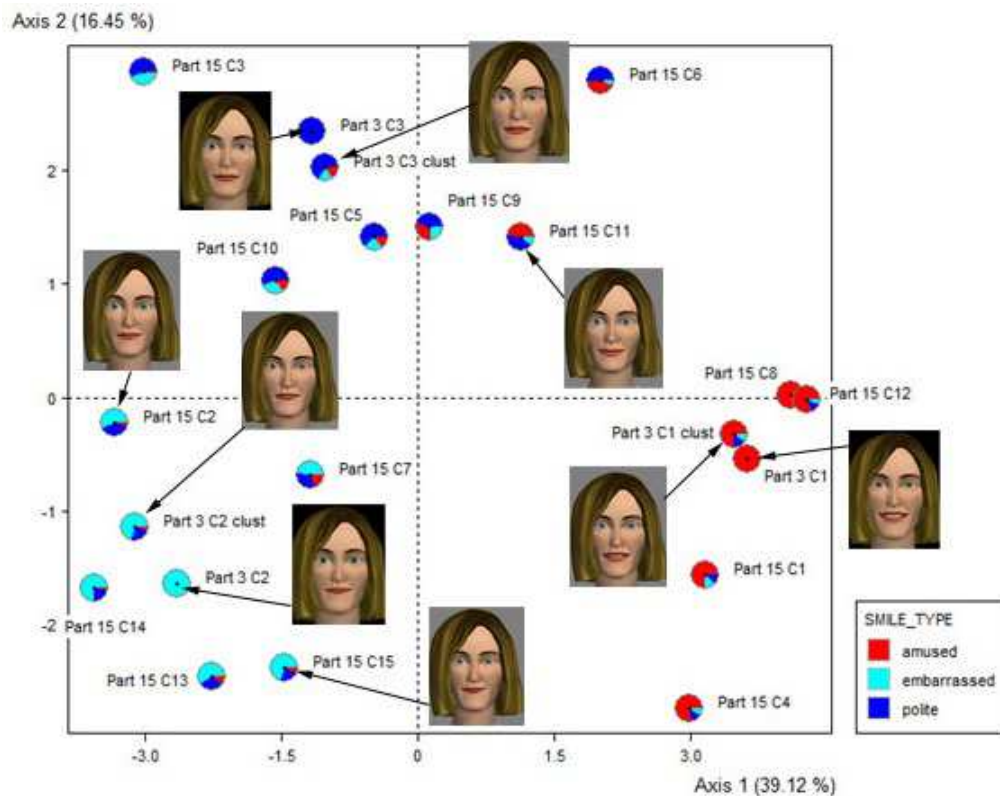 Axis 2 (16.45 %)
Part 15 C3
Part 15 C6
Part 3 C3
2
Part 3 C3 clust
Part 15 C9
Part 15 C5
Part 15 C11
Part 15 C10
1
Part 15 C8
0
Part 15 C12
Part 15 C2
Part 3 C1 clust
Part 15 C7
Part 3 C1
-1
Part 3 C2 clust
Part 3 C2
Part 15 C1
-2
Part 15 C14
SMILE_TYPE
amused
embarrassed
polite
Part 15 C15
Part 15 C13
Part 15 C4
-3.0
-1.5
0
1.5
3.0
Axis 1 (39.12 %)